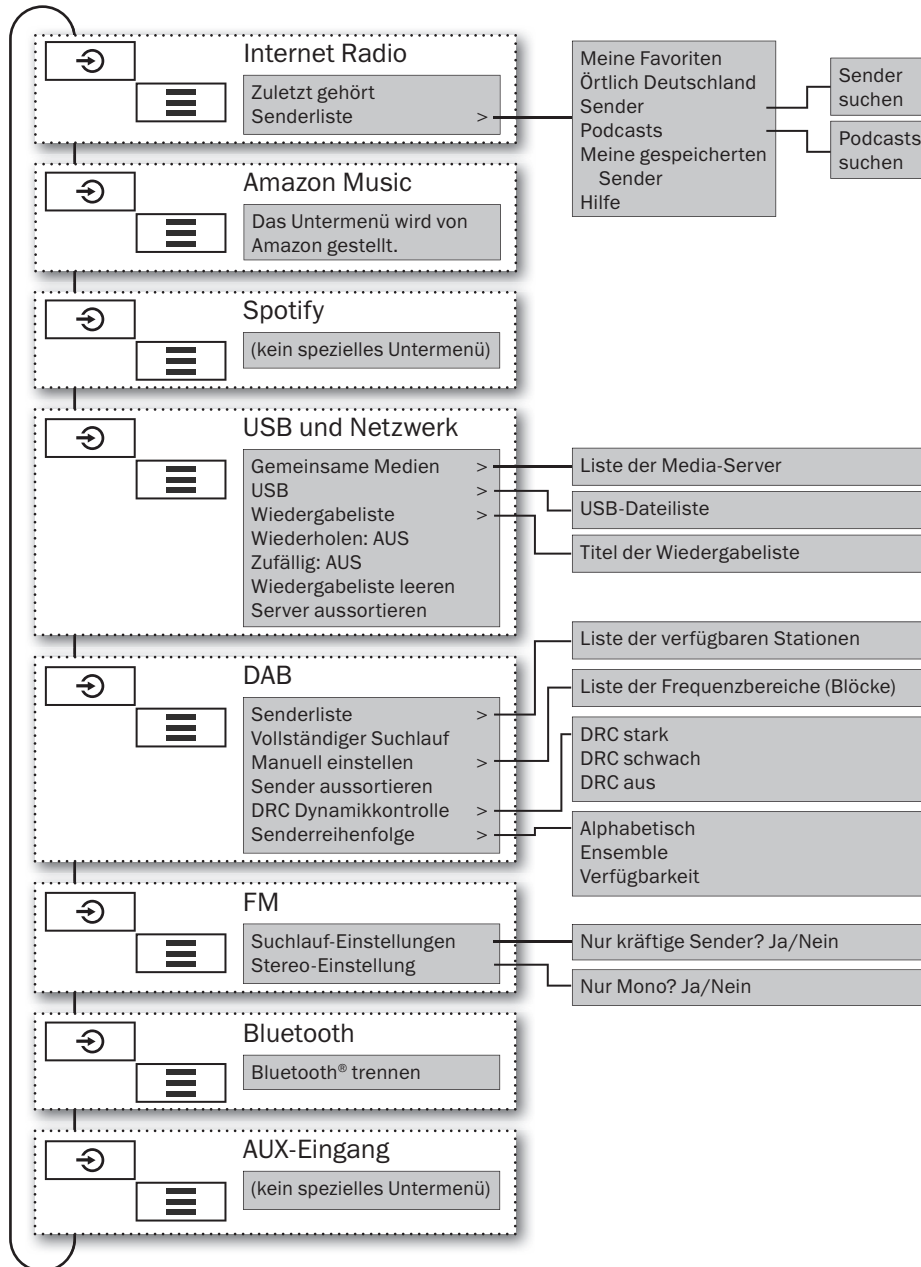 Internet Radio
Zuletzt gehört
Senderliste >
Meine Favoriten
Örtlich Deutschland
Sender
Podcasts
Meine gespeicherten
Sender
Hilfe
Sender
suchen
Podcasts
suchen
Amazon Music
Das Untermenü wird von
Amazon gestellt.
Spotify
(kein spezielles Untermenü)
USB und Netzwerk
Gemeinsame Medien >
USB >
Wiedergabeliste >
Wiederholen: AUS
Zufällig: AUS
Wiedergabeliste leeren
Server aussortieren
Liste der Media-Server
USB-Dateiliste
Titel der Wiedergabeliste
DAB
Senderliste >
Vollständiger Suchlauf
Manuell einstellen >
Sender aussortieren
DRC Dynamikkontrolle >
Senderreihenfolge >
Liste der verfügbaren Stationen
Liste der Frequenzbereiche (Blöcke)
DRC stark
DRC schwach
DRC aus
Alphabetisch
Ensemble
Verfügbarkeit
FM
Suchlauf-Einstellungen
Stereo-Einstellung
Nur kräftige Sender? Ja/Nein
Nur Mono? Ja/Nein
Bluetooth
Bluetooth® trennen
AUX-Eingang
(kein spezielles Untermenü)